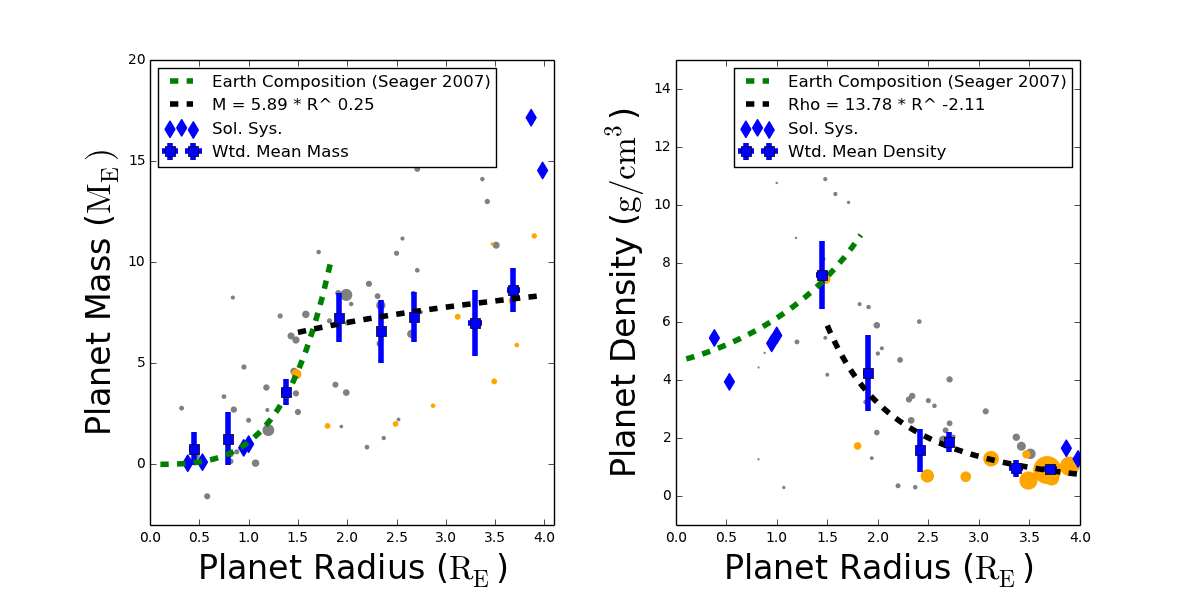 20
15
10
5
0
Planet Mass (M_E)
Earth Composition (Seager 2007)
M = 5.89 * R^ 0.25
Sol. Sys.
Wtd. Mean Mass
0.0 0.5 1.0 1.5 2.0 2.5 3.0 3.5 4.0
Planet Radius (R_E)
14
12
10
8
6
4
2
0
Planet Density (g/cm^3)
Earth Composition (Seager 2007)
Rho = 13.78 * R^ -2.11
Sol. Sys.
Wtd. Mean Density
0.0 0.5 1.0 1.5 2.0 2.5 3.0 3.5 4.0
Planet Radius (R_E)